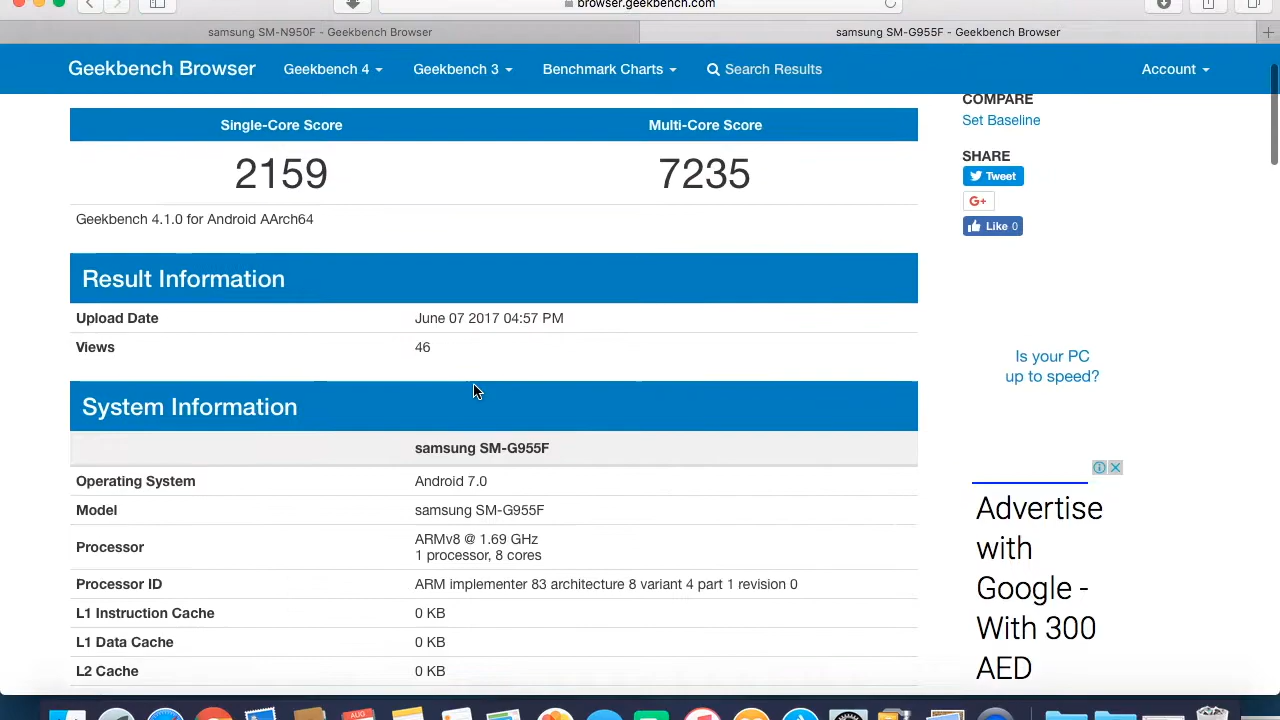 browser.geekbench.com
samsung SM-N950F - Geekbench Browser
samsung SM-G955F - Geekbench Browser
Geekbench Browser
Geekbench 4
Geekbench 3
Benchmark Charts
Search Results
Account
COMPARE
Set Baseline
SHARE
Tweet
G+
Like 0
Single-Core Score
Multi-Core Score
2159
7235
Geekbench 4.1.0 for Android AArch64
Result Information
Upload Date
June 07 2017 04:57 PM
Views
46
System Information
samsung SM-G955F
Operating System
Android 7.0
Model
samsung SM-G955F
Processor
ARMv8 @ 1.69 GHz
1 processor, 8 cores
Processor ID
ARM implementer 83 architecture 8 variant 4 part 1 revision 0
L1 Instruction Cache
0 KB
L1 Data Cache
0 KB
L2 Cache
0 KB
Is your PC
up to speed?
Advertise
with
Google -
With 300
AED
AUG